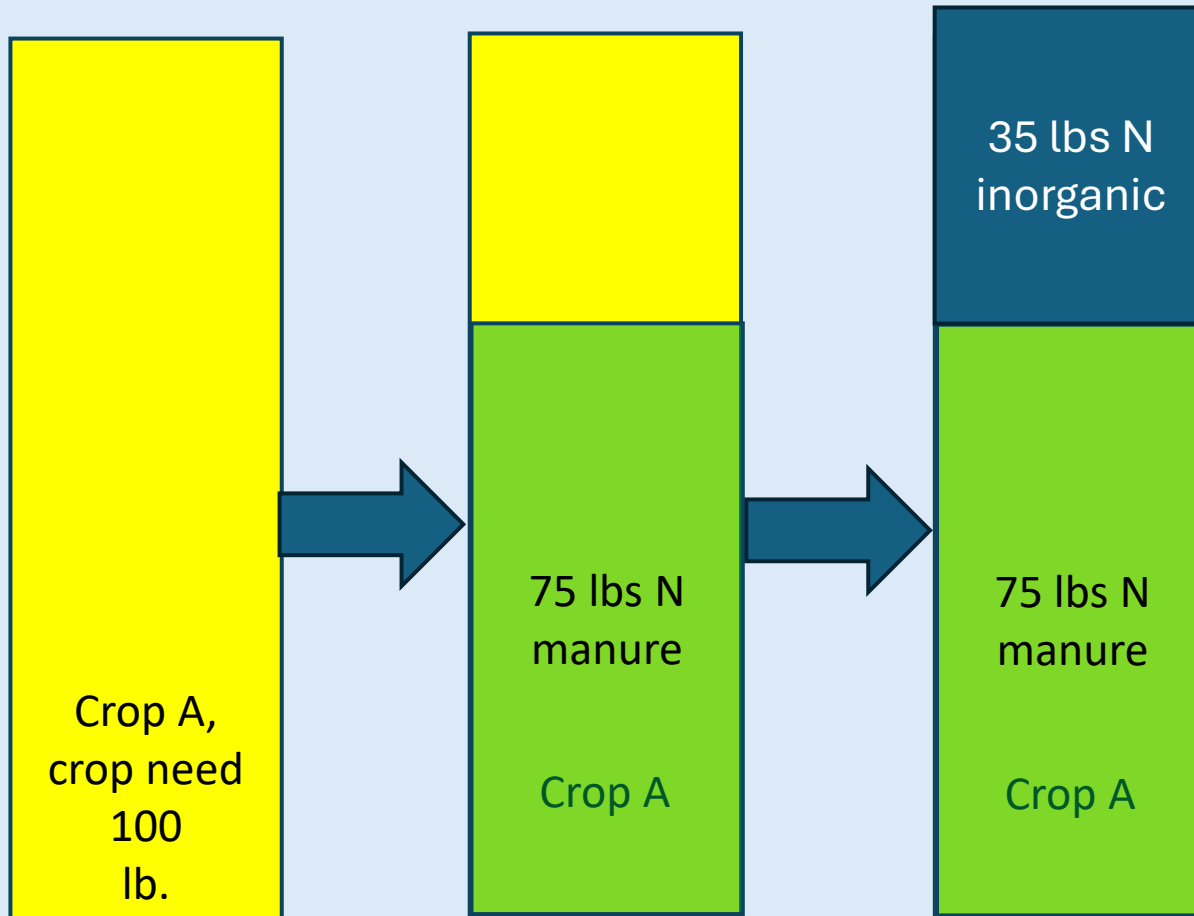 Crop A,
crop need
100
lb.
75 lbs N
manure
Crop A
35 lbs N
inorganic
75 lbs N
manure
Crop A